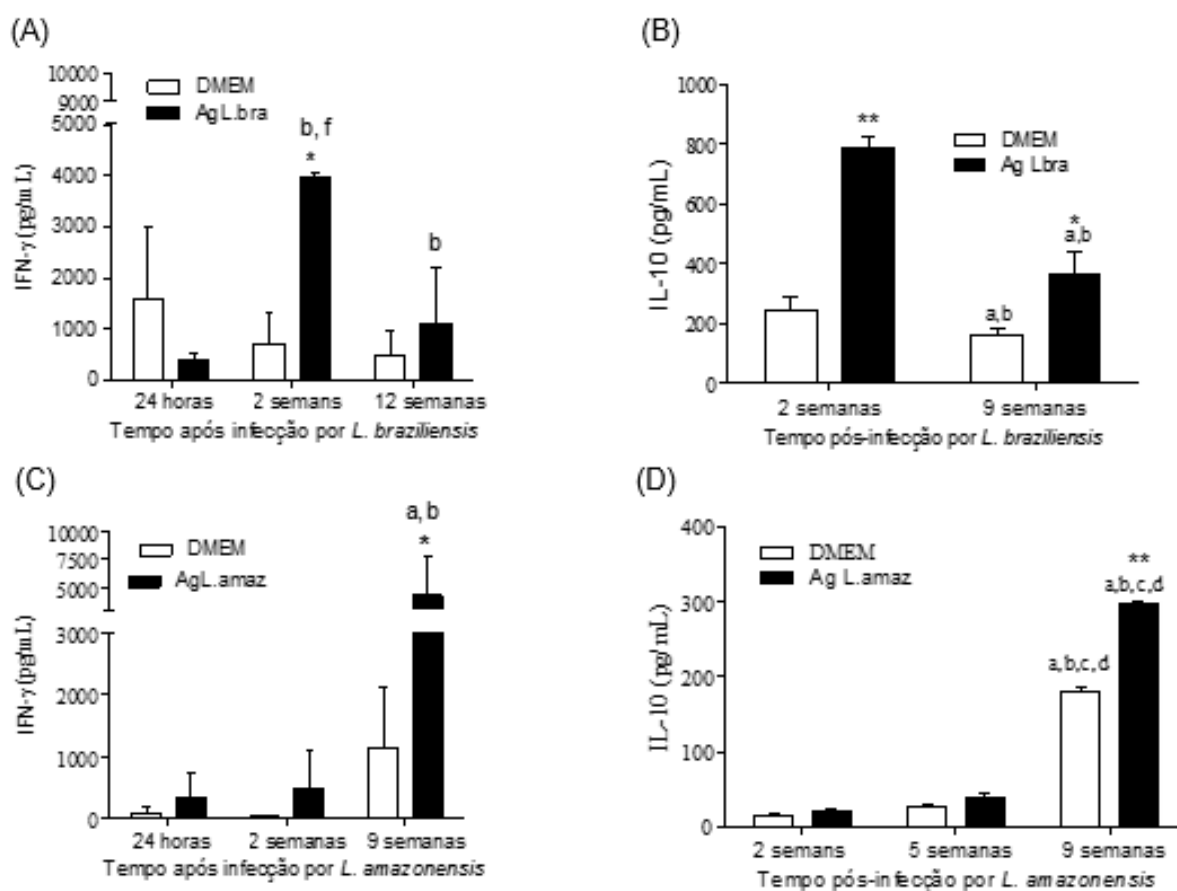 (A)
10000
9000
5000
4000
3000
2000
1000
0
IFN-γ (pg/mL)
DMEM
AgL.bra
b, f
*
b
24 horas
2 semans
12 semanas
Tempo após infecção por L. braziliensis
(B)
1000
800
600
400
200
0
IL-10 (pg/mL)
DMEM
Ag Lbra
**
a,b
*
a,b
2 semanas
9 semanas
Tempo pós-infecção por L. braziliensis
(C)
10000
7500
5000
3000
2000
1000
0
IFN-γ (pg/mL)
DMEM
AgL.amaz
a, b
*
24 horas
2 semanas
9 semanas
Tempo após infecção por L. amazonensis
(D)
400
300
200
100
0
IL-10 (pg/mL)
DMEM
Ag L.amaz
**
a,b,c,d
a,b,c,d
2 semans
5 semanas
9 semanas
Tempo pós-infecção por L. amazonensis